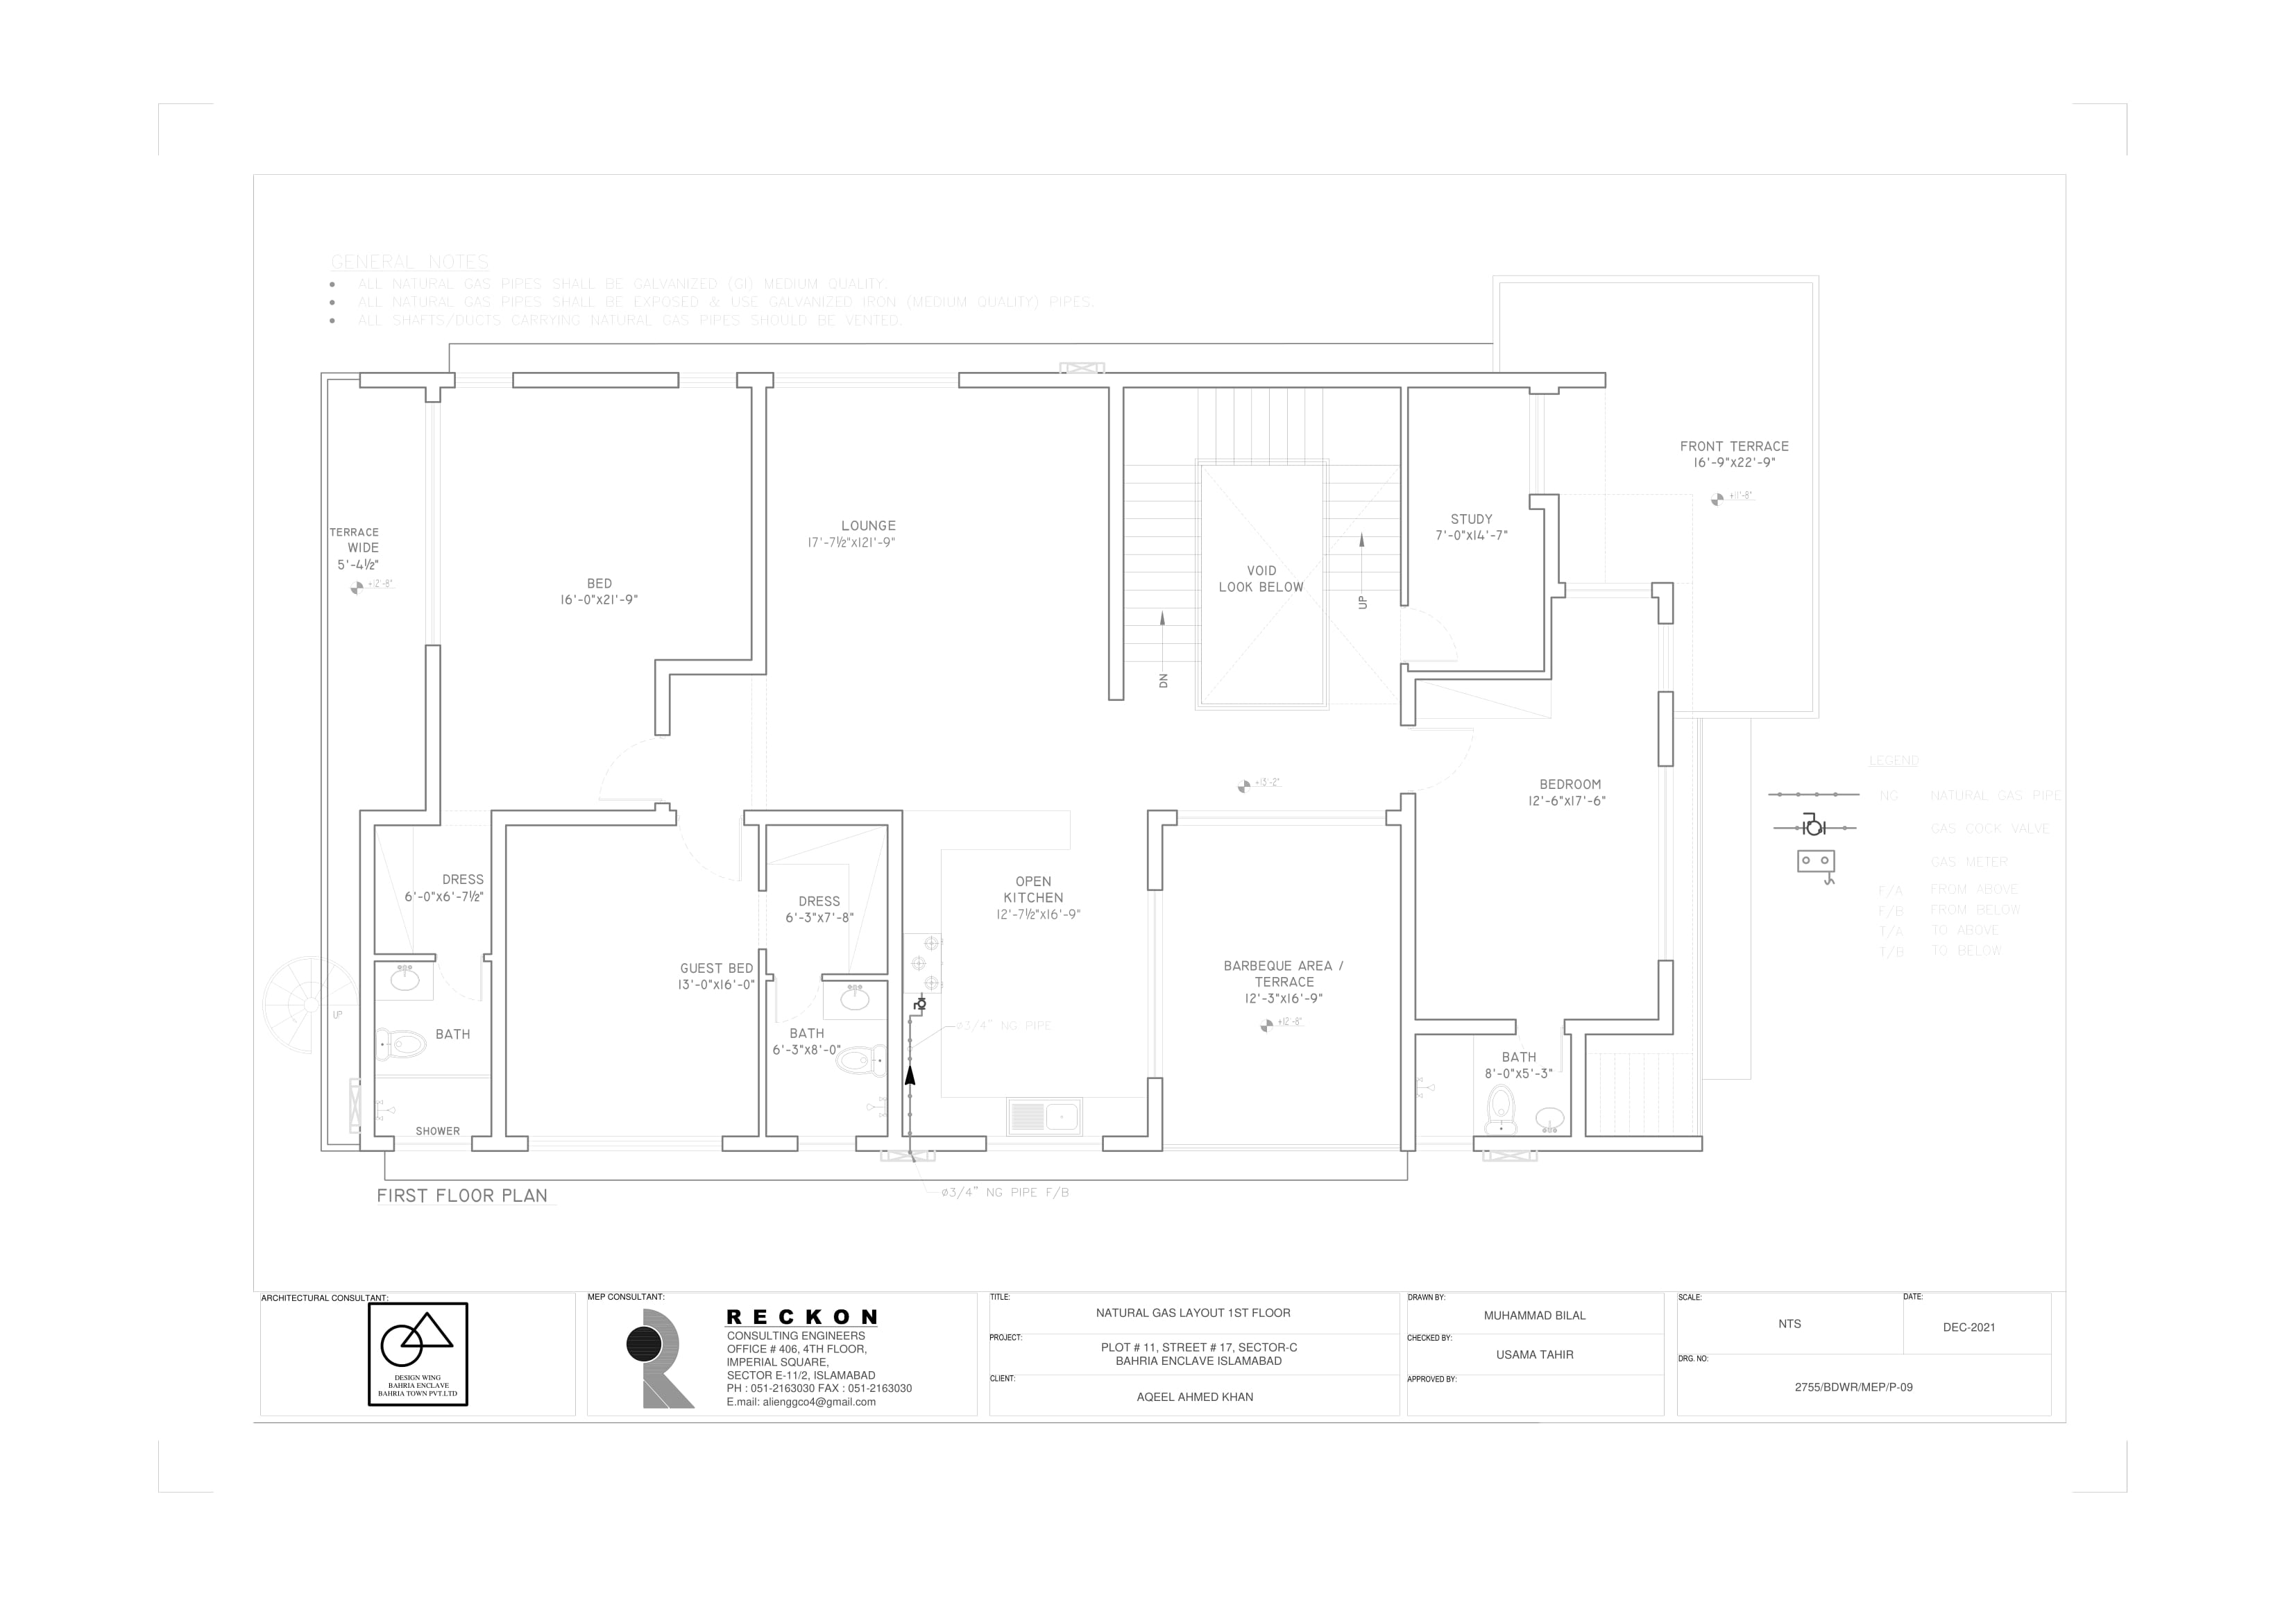 GENERAL NOTES
• ALL NATURAL GAS PIPES SHALL BE GALVANIZED (GI) MEDIUM QUALITY.
• ALL NATURAL GAS PIPES SHALL BE EXPOSED & USE GALVANIZED IRON (MEDIUM QUALITY) PIPES.
• ALL SHAFTS/DUCTS CARRYING NATURAL GAS PIPES SHOULD BE VENTED.
FRONT TERRACE
16'-9"X22'-9"
+11'-8"
TERRACE
WIDE
5'-4½"
+12'-8"
BED
16'-0"X21'-9"
LOUNGE
17'-7½"X121'-9"
VOID
LOOK BELOW
UP
DN
STUDY
7'-0"X14'-7"
+13'-2"
BEDROOM
12'-6"X17'-6"
LEGEND
NG NATURAL GAS PIPE
GAS COCK VALVE
GAS METER
F/A FROM ABOVE
F/B FROM BELOW
T/A TO ABOVE
T/B TO BELOW
DRESS
6'-0"X6'-7½"
DRESS
6'-3"X7'-8"
OPEN
KITCHEN
12'-7½"X16'-9"
GUEST BED
13'-0"X16'-0"
BARBEQUE AREA /
TERRACE
12'-3"X16'-9"
+12'-8"
UP
BATH
BATH
6'-3"X8'-0"
ø3/4" NG PIPE
BATH
8'-0"X5'-3"
SHOWER
FIRST FLOOR PLAN
ø3/4" NG PIPE F/B
ARCHITECTURAL CONSULTANT:
DESIGN WING
BAHRIA ENCLAVE
BAHRIA TOWN PVT.LTD
MEP CONSULTANT:
RECKON
CONSULTING ENGINEERS
OFFICE # 406, 4TH FLOOR,
IMPERIAL SQUARE,
SECTOR E-11/2, ISLAMABAD
PH : 051-2163030 FAX : 051-2163030
E.mail: alienggco4@gmail.com
TITLE:
NATURAL GAS LAYOUT 1ST FLOOR
PROJECT:
PLOT # 11, STREET # 17, SECTOR-C
BAHRIA ENCLAVE ISLAMABAD
CLIENT:
AQEEL AHMED KHAN
DRAWN BY:
MUHAMMAD BILAL
CHECKED BY:
USAMA TAHIR
APPROVED BY:
SCALE:
NTS
DATE:
DEC-2021
DRG. NO:
2755/BDWR/MEP/P-09